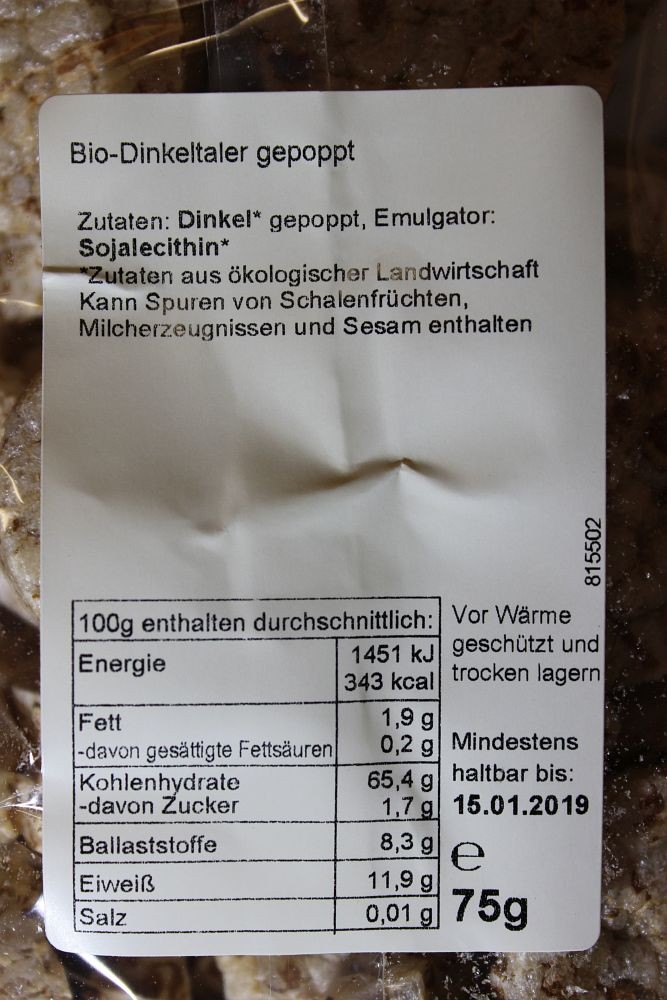 Bio-Dinkeltaler gepoppt
Zutaten: Dinkel* gepoppt, Emulgator:
Sojalecithin*
*Zutaten aus ökologischer Landwirtschaft
Kann Spuren von Schalenfrüchten,
Milcherzeugnissen und Sesam enthalten
815502
100g enthalten durchschnittlich:
Energie 1451 kJ
343 kcal
Fett 1,9 g
-davon gesättigte Fettsäuren 0,2 g
Kohlenhydrate 65,4 g
-davon Zucker 1,7 g
Ballaststoffe 8,3 g
Eiweiß 11,9 g
Salz 0,01 g
Vor Wärme
geschützt und
trocken lagern
Mindestens
haltbar bis:
15.01.2019
℮
75g